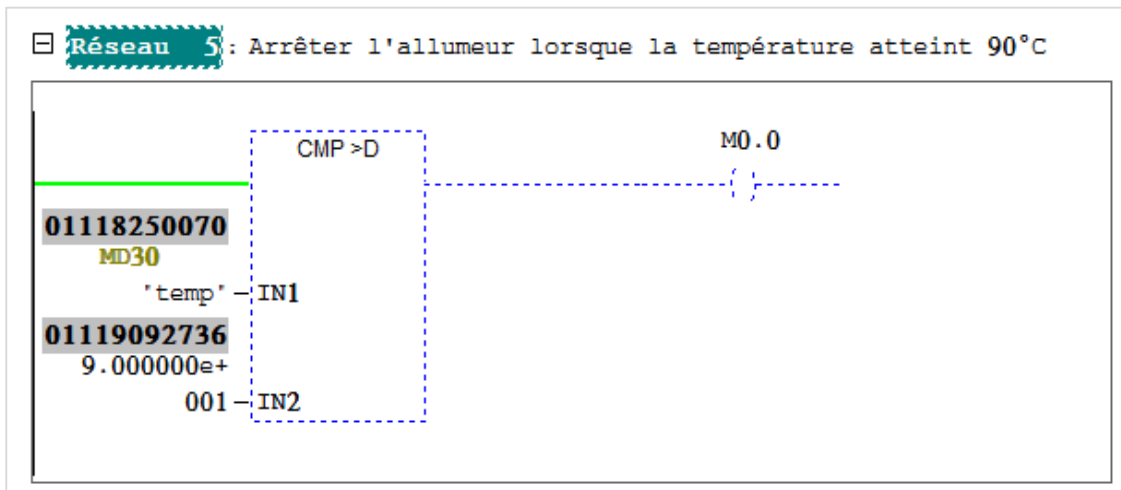 Réseau 5: Arrêter l'allumeur lorsque la température atteint 90°C
CMP >D
M0.0
01118250070
MD30
"temp"
IN1
01119092736
9.000000e+
001
IN2